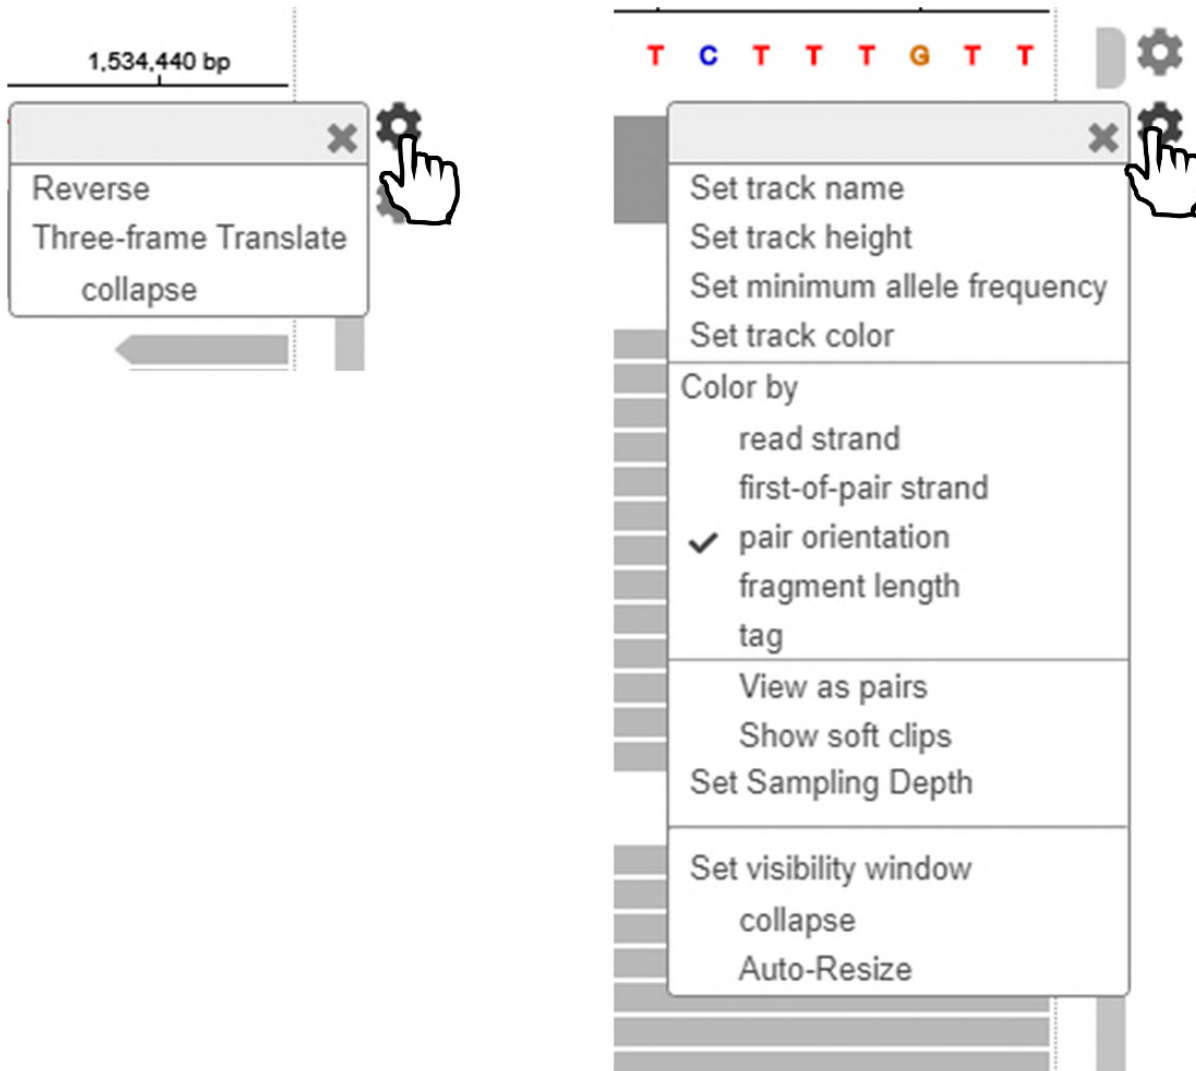 1,534,440 bp
Reverse
Three-frame Translate
collapse
T C T T T G T T
Set track name
Set track height
Set minimum allele frequency
Set track color
Color by
read strand
first-of-pair strand
pair orientation
fragment length
tag
View as pairs
Show soft clips
Set Sampling Depth
Set visibility window
collapse
Auto-Resize